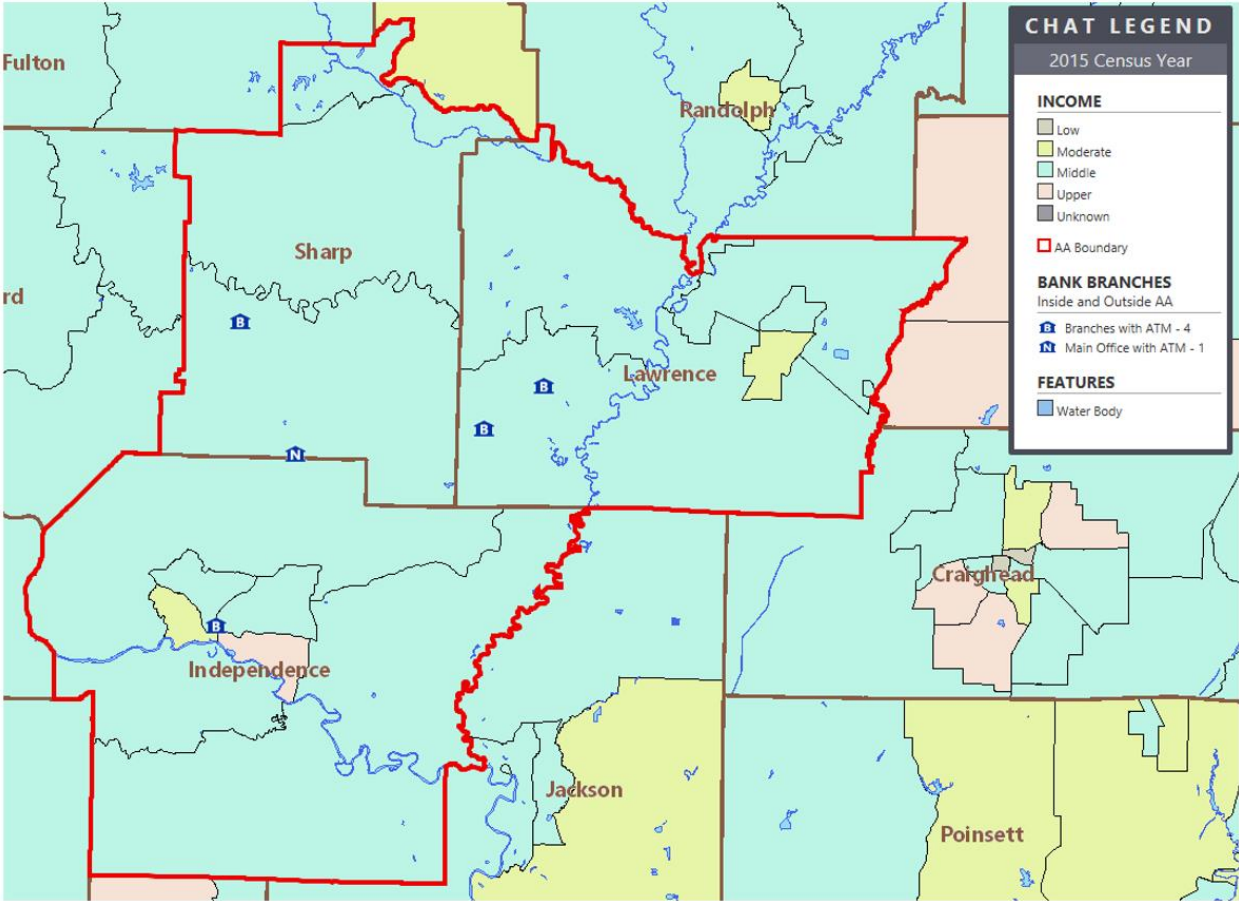 CHAT LEGEND
2015 Census Year
INCOME
Low
Moderate
Middle
Upper
Unknown
AA Boundary
BANK BRANCHES
Inside and Outside AA
B Branches with ATM - 4
N Main Office with ATM - 1
FEATURES
Water Body
Fulton
Randolph
Sharp
rd
B
Lawrence
B
B
N
Craighead
B
Independence
Jackson
Poinsett